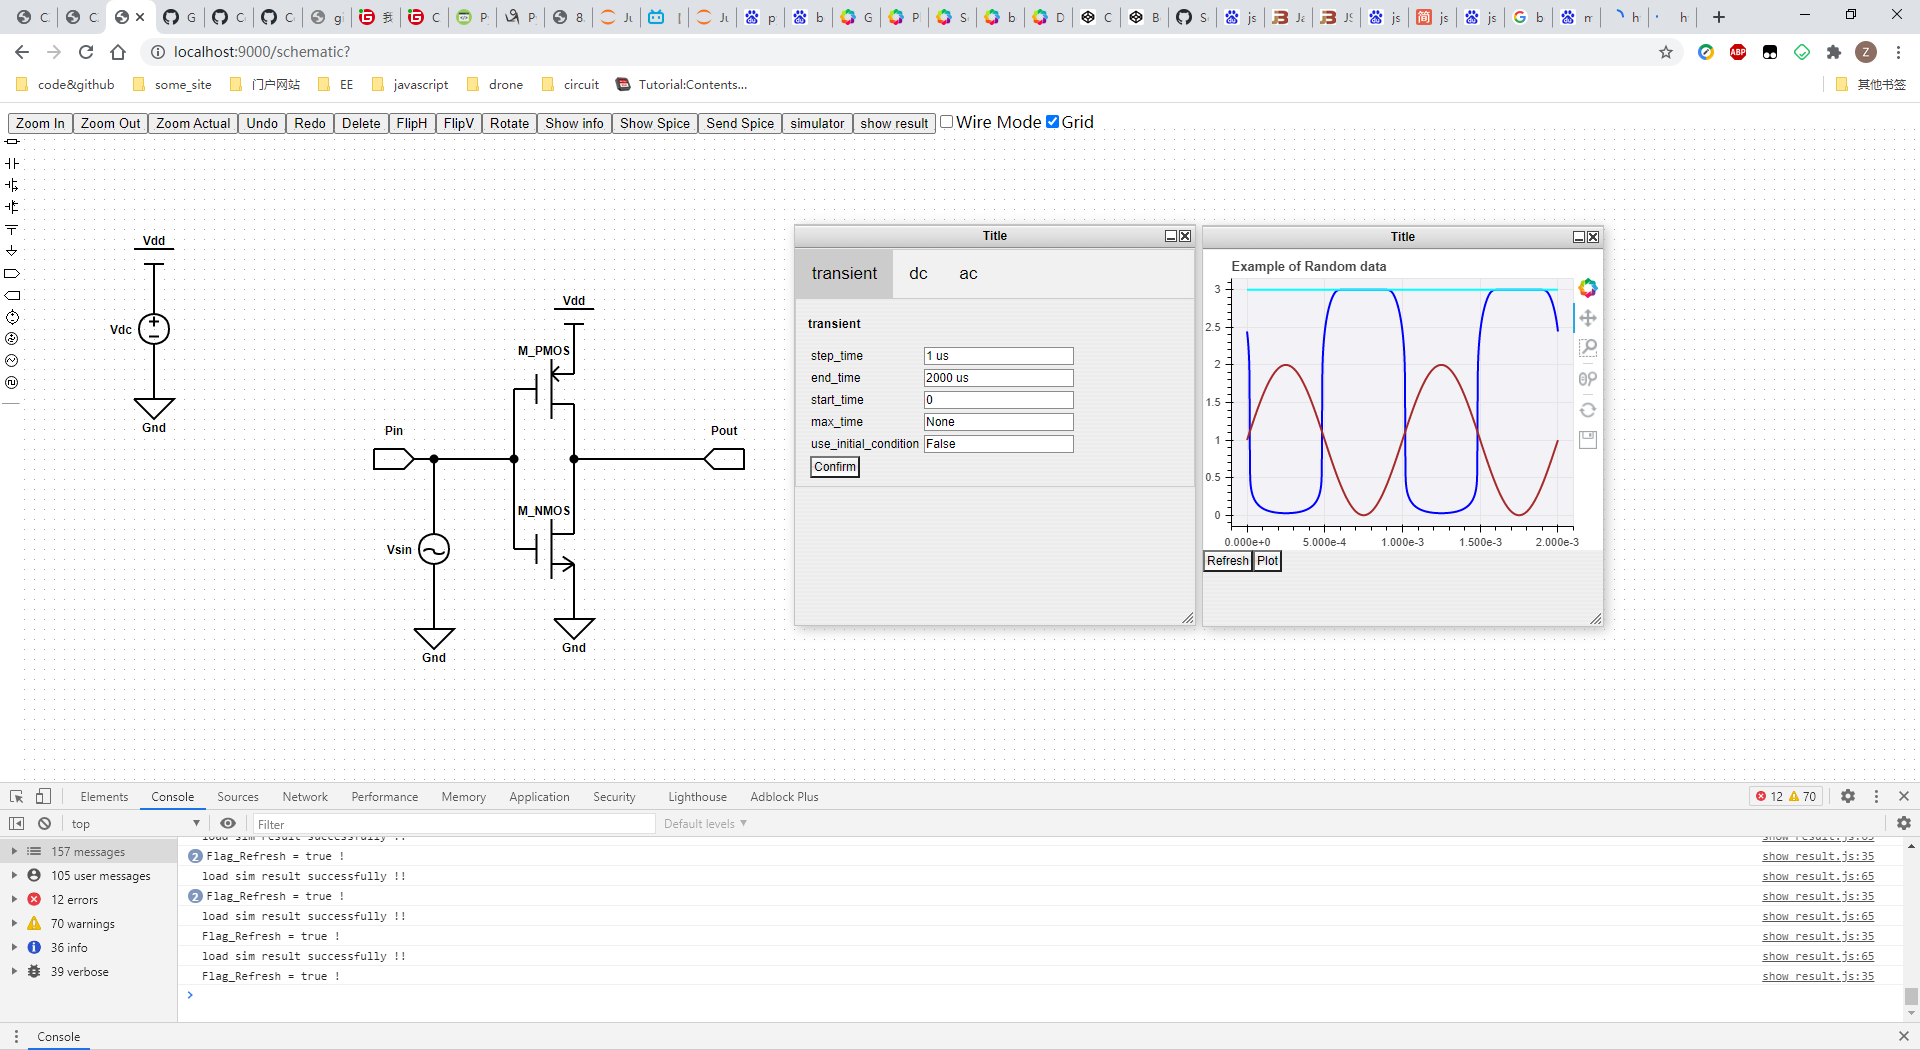 localhost:9000/schematic?
Z
code&github
some_site
门户网站
EE
javascript
drone
circuit
Tutorial:Contents...
其他书签
Zoom In
Zoom Out
Zoom Actual
Undo
Redo
Delete
FlipH
FlipV
Rotate
Show info
Show Spice
Send Spice
simulator
show result
Wire Mode
Grid
Vdd
Vdc
Gnd
Vdd
M_PMOS
Pin
Pout
M_NMOS
Vsin
Gnd
Gnd
Title
transient
dc
ac
transient
step_time 1 us
end_time 2000 us
start_time 0
max_time None
use_initial_condition False
Confirm
Title
Example of Random data
3
2.5
2
1.5
1
0.5
0
0.000e+0 5.000e-4 1.000e-3 1.500e-3 2.000e-3
Refresh
Plot
Elements
Console
Sources
Network
Performance
Memory
Application
Security
Lighthouse
Adblock Plus
12
70
top
Filter
Default levels
157 messages
105 user messages
12 errors
70 warnings
36 info
39 verbose
load sim result successfully !! show_result.js:65
2 Flag_Refresh = true ! show_result.js:35
load sim result successfully !! show_result.js:65
2 Flag_Refresh = true ! show_result.js:35
load sim result successfully !! show_result.js:65
Flag_Refresh = true ! show_result.js:35
load sim result successfully !! show_result.js:65
Flag_Refresh = true ! show_result.js:35
Console